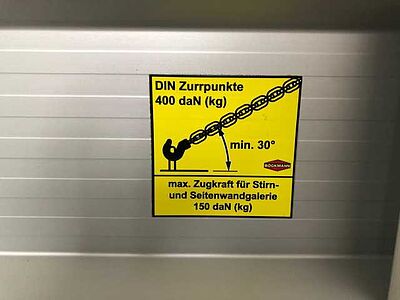 DIN Zurrpunkte
400 daN (kg)
min. 30°
BÖCKMANN
max. Zugkraft für Stirn-
und Seitenwandgalerie
150 daN (kg)